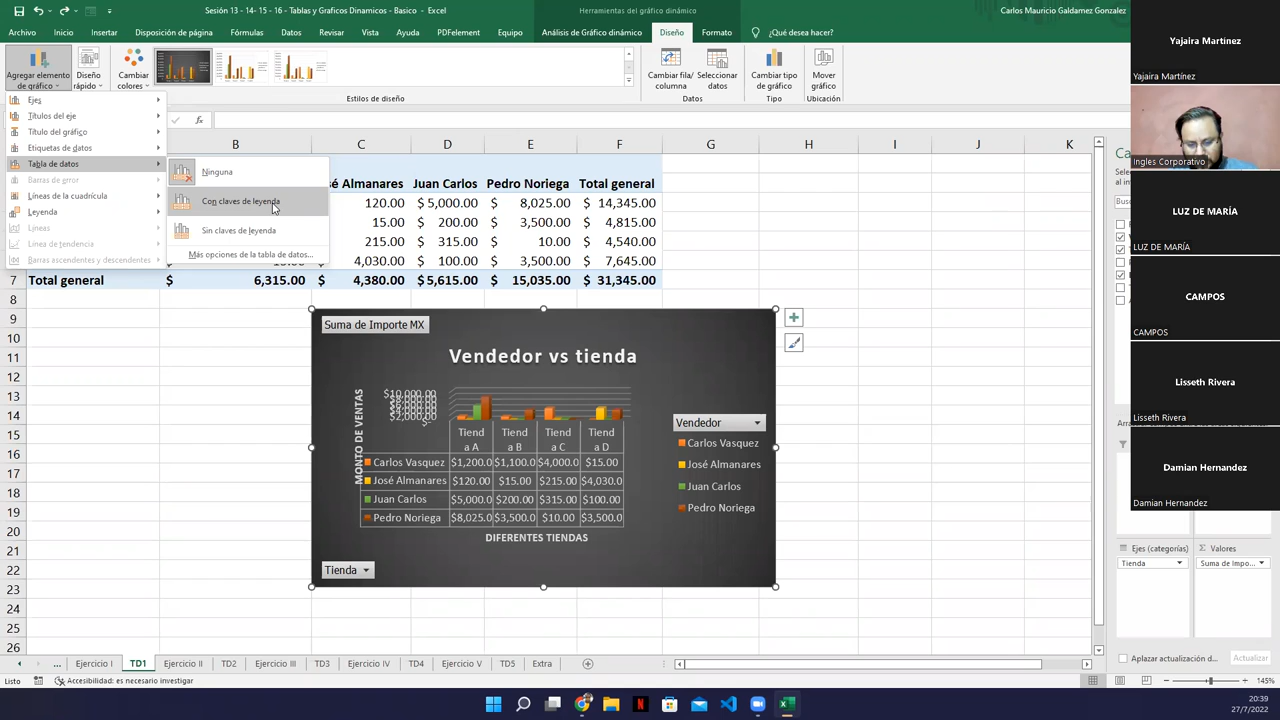 Sesión 13 - 14- 15 - 16 - Tablas y Graficos Dinamicos - Basico - Excel
Herramientas del gráfico dinámico
Carlos Mauricio Galdamez Gonzalez
Archivo Inicio Insertar Disposición de página Fórmulas Datos Revisar Vista Ayuda PDFelement Equipo Análisis de Gráfico dinámico Diseño Formato ¿Qué desea hacer?
Agregar elemento de gráfico
Diseño rápido
Cambiar colores
Cambiar fila/columna
Seleccionar datos
Cambiar tipo de gráfico
Mover gráfico
Estilos de diseño Datos Tipo Ubicación
Ejes
Títulos del eje
Título del gráfico
Etiquetas de datos
Tabla de datos
Barras de error
Líneas de la cuadrícula
Leyenda
Líneas
Línea de tendencia
Barras ascendentes y descendentes
Ninguna
Con claves de leyenda
Sin claves de leyenda
Más opciones de la tabla de datos...
fx
B C D E F G H I J K
Almanares Juan Carlos Pedro Noriega Total general
120.00 $ 5,000.00 $ 8,025.00 $ 14,345.00
15.00 $ 200.00 $ 3,500.00 $ 4,815.00
215.00 $ 315.00 $ 10.00 $ 4,540.00
4,030.00 $ 100.00 $ 3,500.00 $ 7,645.00
7 Total general $ 6,315.00 $ 4,380.00 $ 5,615.00 $ 15,035.00 $ 31,345.00
8
9
10
11
12
13
14
15
16
17
18
19
20
21
22
23
24
25
26
Suma de Importe MX
Vendedor vs tienda
MONTO DE VENTAS
$10,000.00
$2,000.00
$-
Tiend a A Tiend a B Tiend a C Tiend a D
Carlos Vasquez $1,200.0 $1,100.0 $4,000.0 $15.00
José Almanares $120.00 $15.00 $215.00 $4,030.0
Juan Carlos $5,000.0 $200.00 $315.00 $100.00
Pedro Noriega $8,025.0 $3,500.0 $10.00 $3,500.0
DIFERENTES TIENDAS
Tienda
Vendedor
Carlos Vasquez
José Almanares
Juan Carlos
Pedro Noriega
Yajaira Martinez
Yajaira Martínez
Ingles Corporativo
LUZ DE MARÍA
LUZ DE MARÍA
CAMPOS
CAMPOS
Lisseth Rivera
Lisseth Rivera
Damian Hernandez
Damian Hernandez
Ejes (categorías) Σ Valores
Tienda Suma de Impo...
Aplazar actualización d... Actualizar
... Ejercicio I TD1 Ejercicio II TD2 Ejercicio III TD3 Ejercicio IV TD4 Ejercicio V TD5 Extr
Listo Accesibilidad: es necesario investigar 145%
20:39
27/7/2022